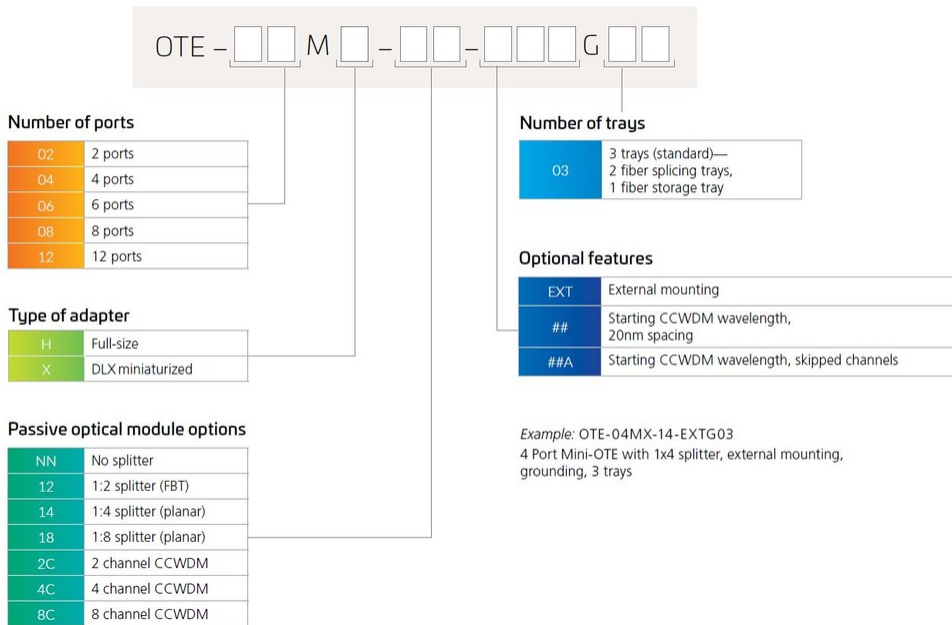 OTE – M – – G
Number of ports
02 2 ports
04 4 ports
06 6 ports
08 8 ports
12 12 ports
Type of adapter
H Full-size
X DLX miniaturized
Passive optical module options
NN No splitter
12 1:2 splitter (FBT)
14 1:4 splitter (planar)
18 1:8 splitter (planar)
2C 2 channel CCWDM
4C 4 channel CCWDM
8C 8 channel CCWDM
Number of trays
03 3 trays (standard)—
2 fiber splicing trays,
1 fiber storage tray
Optional features
EXT External mounting
## Starting CCWDM wavelength,
20nm spacing
##A Starting CCWDM wavelength, skipped channels
Example: OTE-04MX-14-EXTG03
4 Port Mini-OTE with 1x4 splitter, external mounting,
grounding, 3 trays